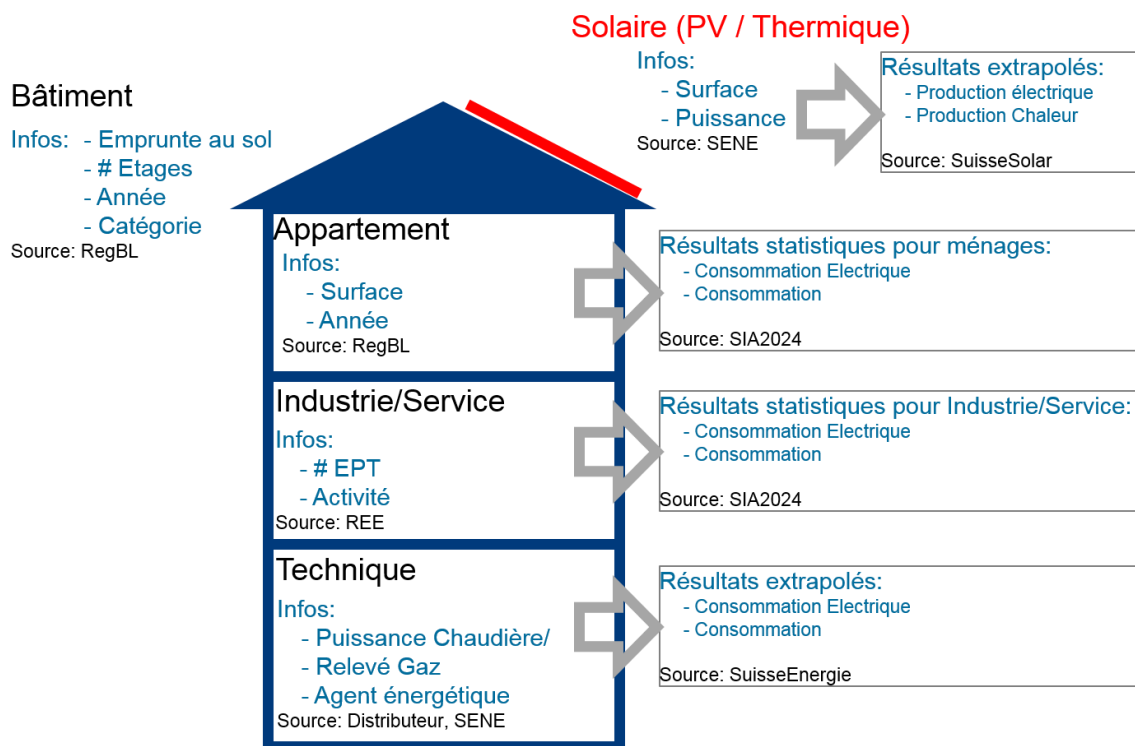 Solaire (PV / Thermique)
Infos:
- Surface
- Puissance
Source: SENE
Résultats extrapolés:
- Production électrique
- Production Chaleur
Source: SuisseSolar
Bâtiment
Infos: - Emprunte au sol
- # Etages
- Année
- Catégorie
Source: RegBL
Appartement
Infos:
- Surface
- Année
Source: RegBL
Résultats statistiques pour ménages:
- Consommation Electrique
- Consommation
Source: SIA2024
Industrie/Service
Infos:
- # EPT
- Activité
Source: REE
Résultats statistiques pour Industrie/Service:
- Consommation Electrique
- Consommation
Source: SIA2024
Technique
Infos:
- Puissance Chaudière/
- Relevé Gaz
- Agent énergétique
Source: Distributeur, SENE
Résultats extrapolés:
- Consommation Electrique
- Consommation
Source: SuisseEnergie